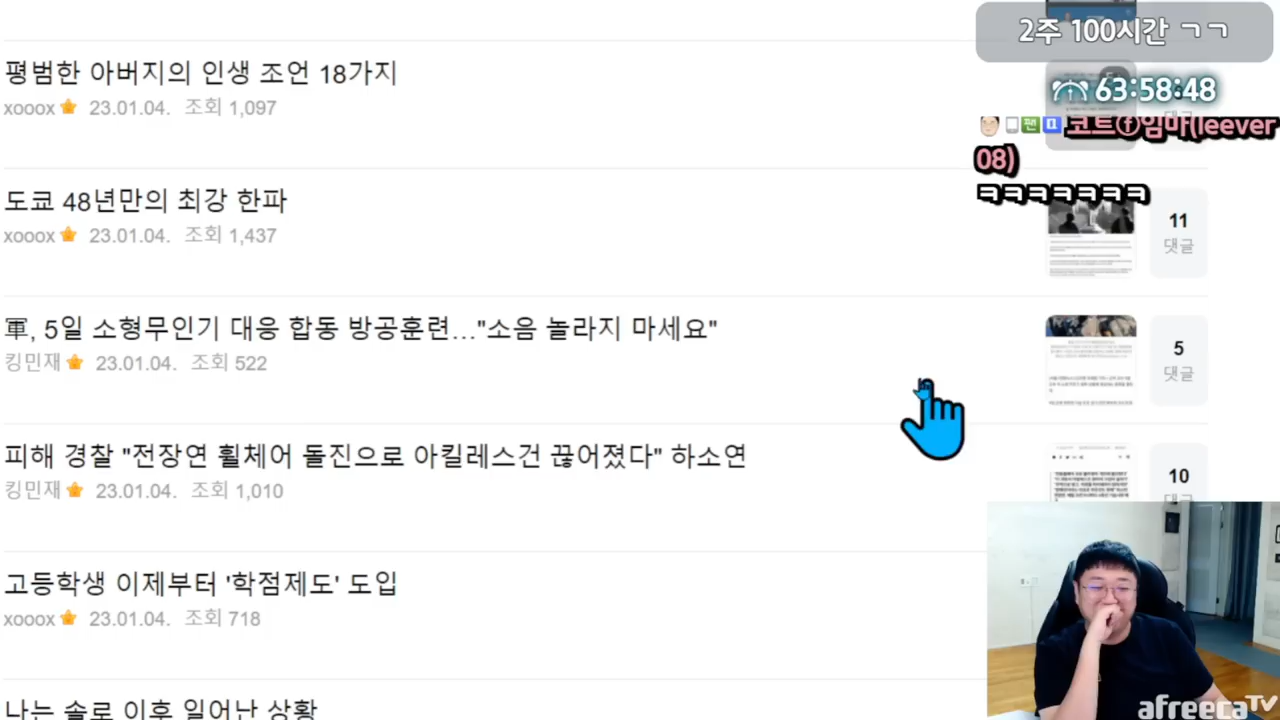 평범한 아버지의 인생 조언 18가지
xooox 23.01.04. 조회 1,097
도쿄 48년만의 최강 한파
xooox 23.01.04. 조회 1,437
11
댓글
軍, 5일 소형무인기 대응 합동 방공훈련…"소음 놀라지 마세요"
킹민재 23.01.04. 조회 522
5
댓글
피해 경찰 "전장연 휠체어 돌진으로 아킬레스건 끊어졌다" 하소연
킹민재 23.01.04. 조회 1,010
10
댓글
고등학생 이제부터 '학점제도' 도입
xooox 23.01.04. 조회 718
나는 솔로 이후 일어난 상황
2주 100시간 ㄱㄱ
63:58:48
팬 코트ⓕ임마(leever
08)
ㅋㅋㅋㅋㅋㅋㅋ
afreecaTV